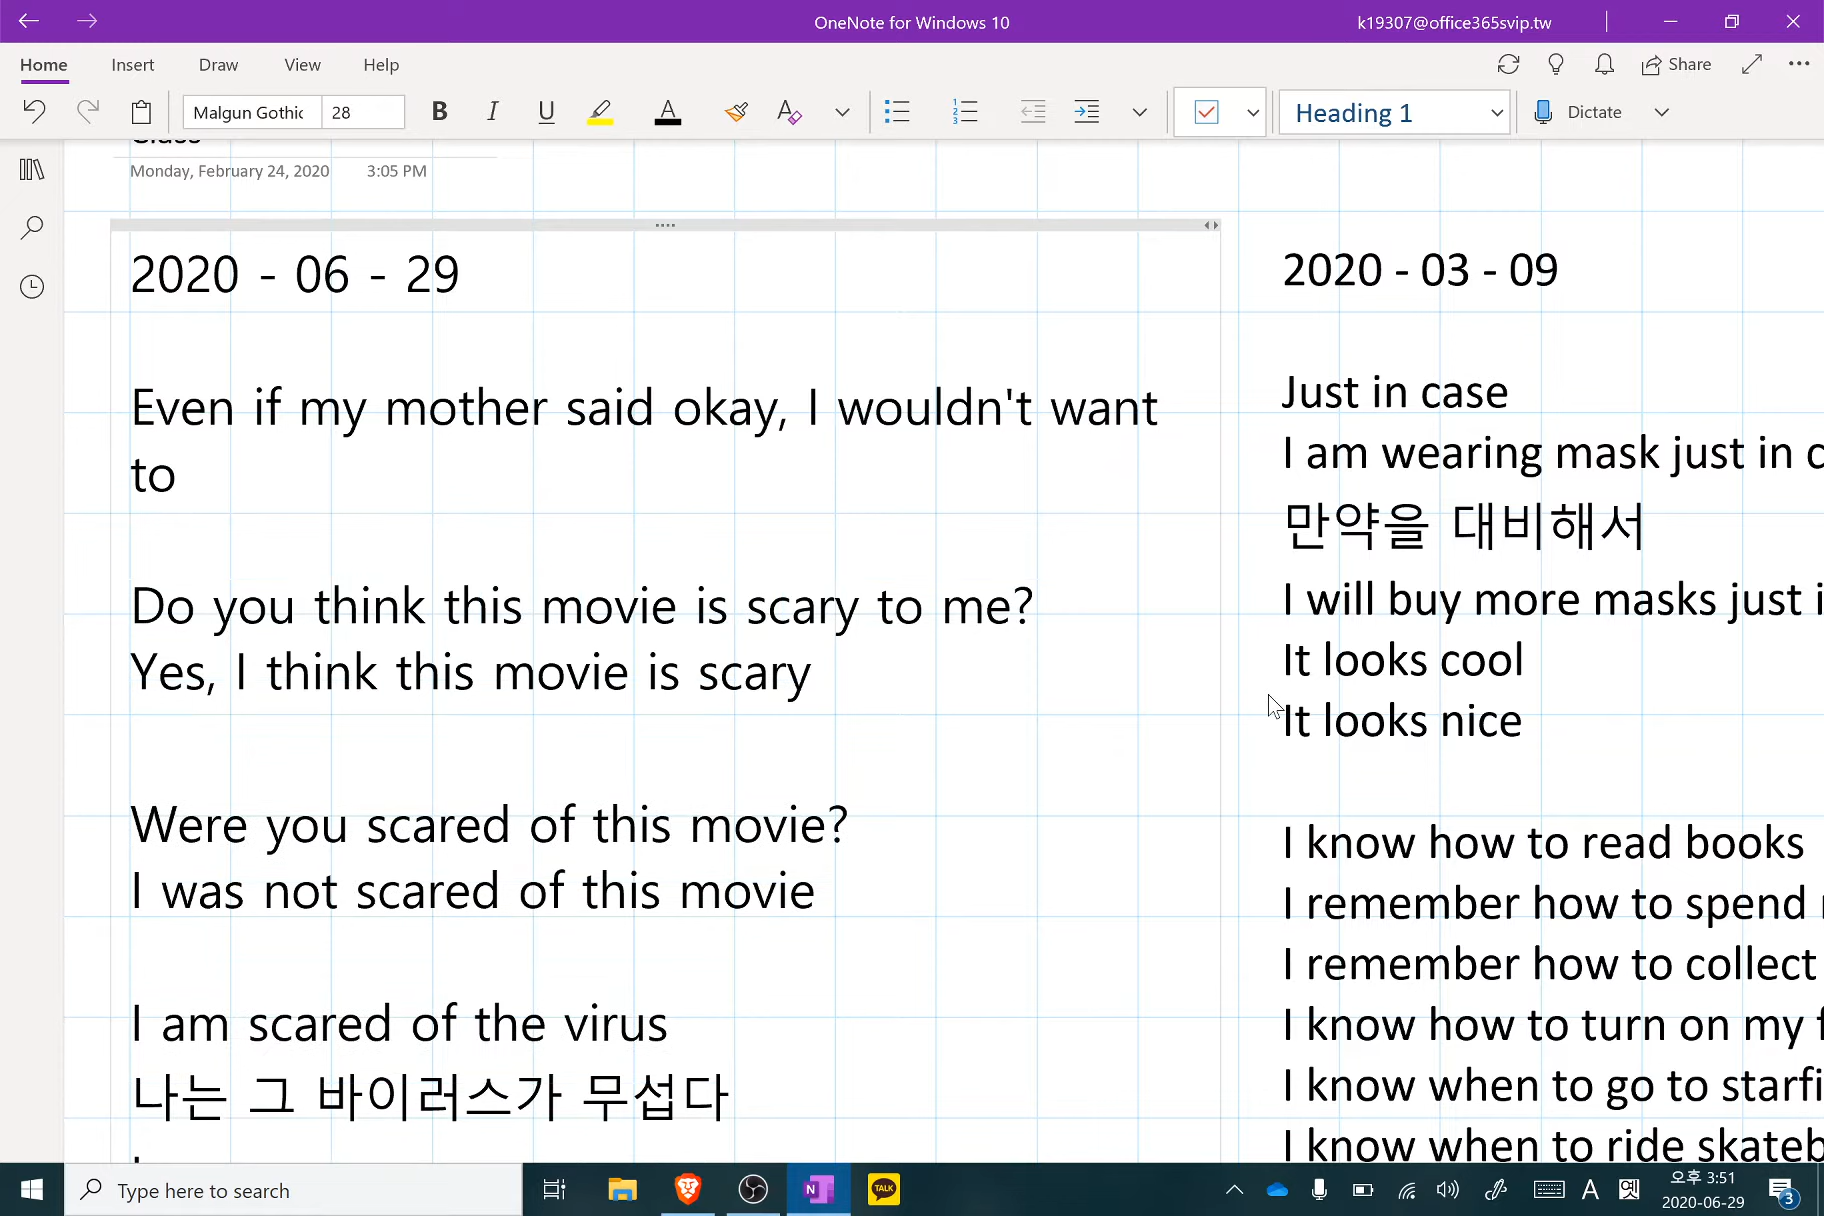 OneNote for Windows 10
k19307@office365svip.tw
Home Insert Draw View Help
Share
Malgun Gothic 28
B I U A
Heading 1
Dictate
Monday, February 24, 2020 3:05 PM
2020 - 06 - 29
Even if my mother said okay, I wouldn't want
to
Do you think this movie is scary to me?
Yes, I think this movie is scary
Were you scared of this movie?
I was not scared of this movie
I am scared of the virus
나는 그 바이러스가 무섭다
2020 - 03 - 09
Just in case
I am wearing mask just in
만약을 대비해서
I will buy more masks just
It looks cool
It looks nice
I know how to read books
I remember how to spend
I remember how to collect
I know how to turn on my
I know when to go to
I know when to ride
Type here to search
TALK
A
오후 3:51
2020-06-29
3